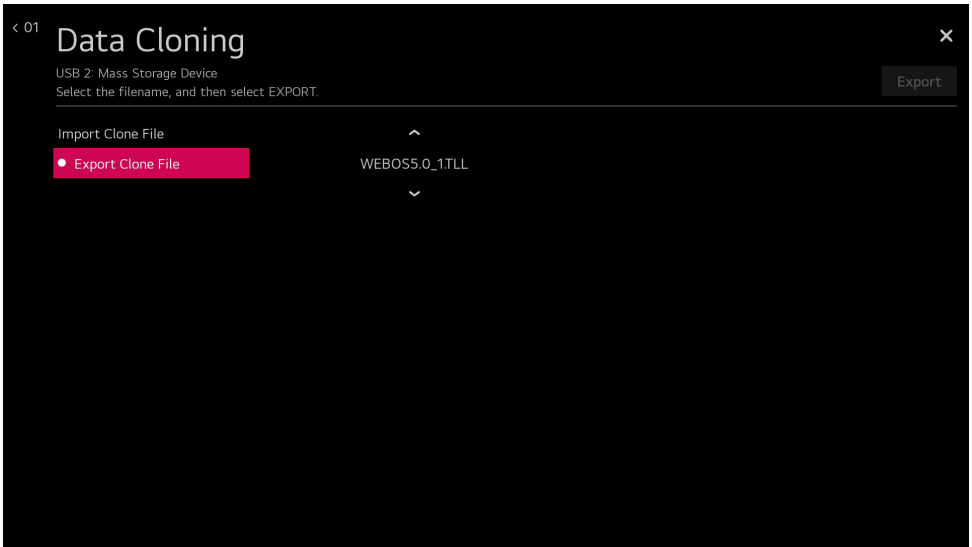 < 01
Data Cloning
USB 2: Mass Storage Device
Select the filename, and then select EXPORT.
Export
Import Clone File
Export Clone File
WEBOS5.0_1.TLL